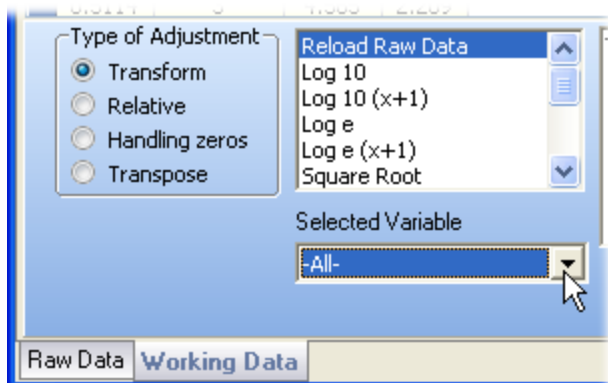 Type of Adjustment
Transform
Relative
Handling zeros
Transpose
Reload Raw Data
Log 10
Log 10 (x+1)
Log e
Log e (x+1)
Square Root
Selected Variable
-All-
Raw Data
Working Data